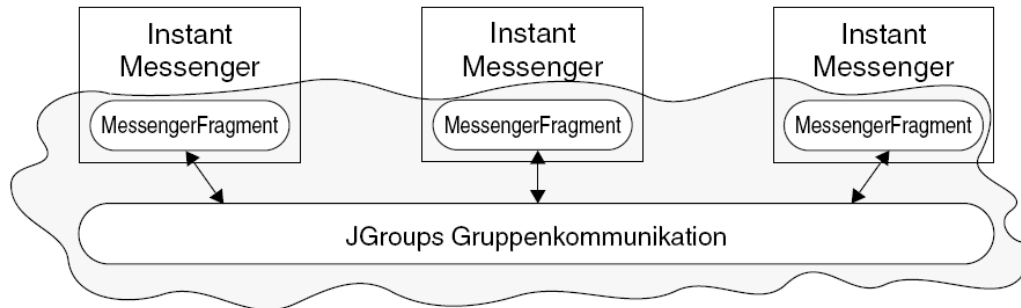 Instant
Messenger
MessengerFragment
Instant
Messenger
MessengerFragment
Instant
Messenger
MessengerFragment
JGroups Gruppenkommunikation